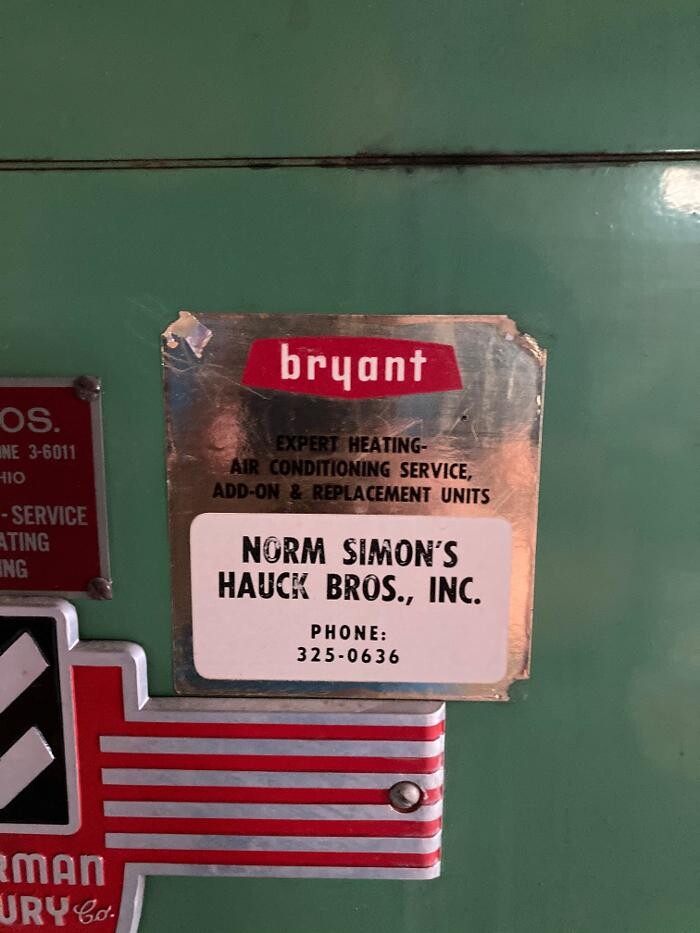 bryant
EXPERT HEATING-
AIR CONDITIONING SERVICE,
ADD-ON & REPLACEMENT UNITS
NORM SIMON'S
HAUCK BROS., INC.
PHONE:
325-0636
OS.
NE 3-6011
HIO
-SERVICE
ATING
ING
RMAN
URY Co.